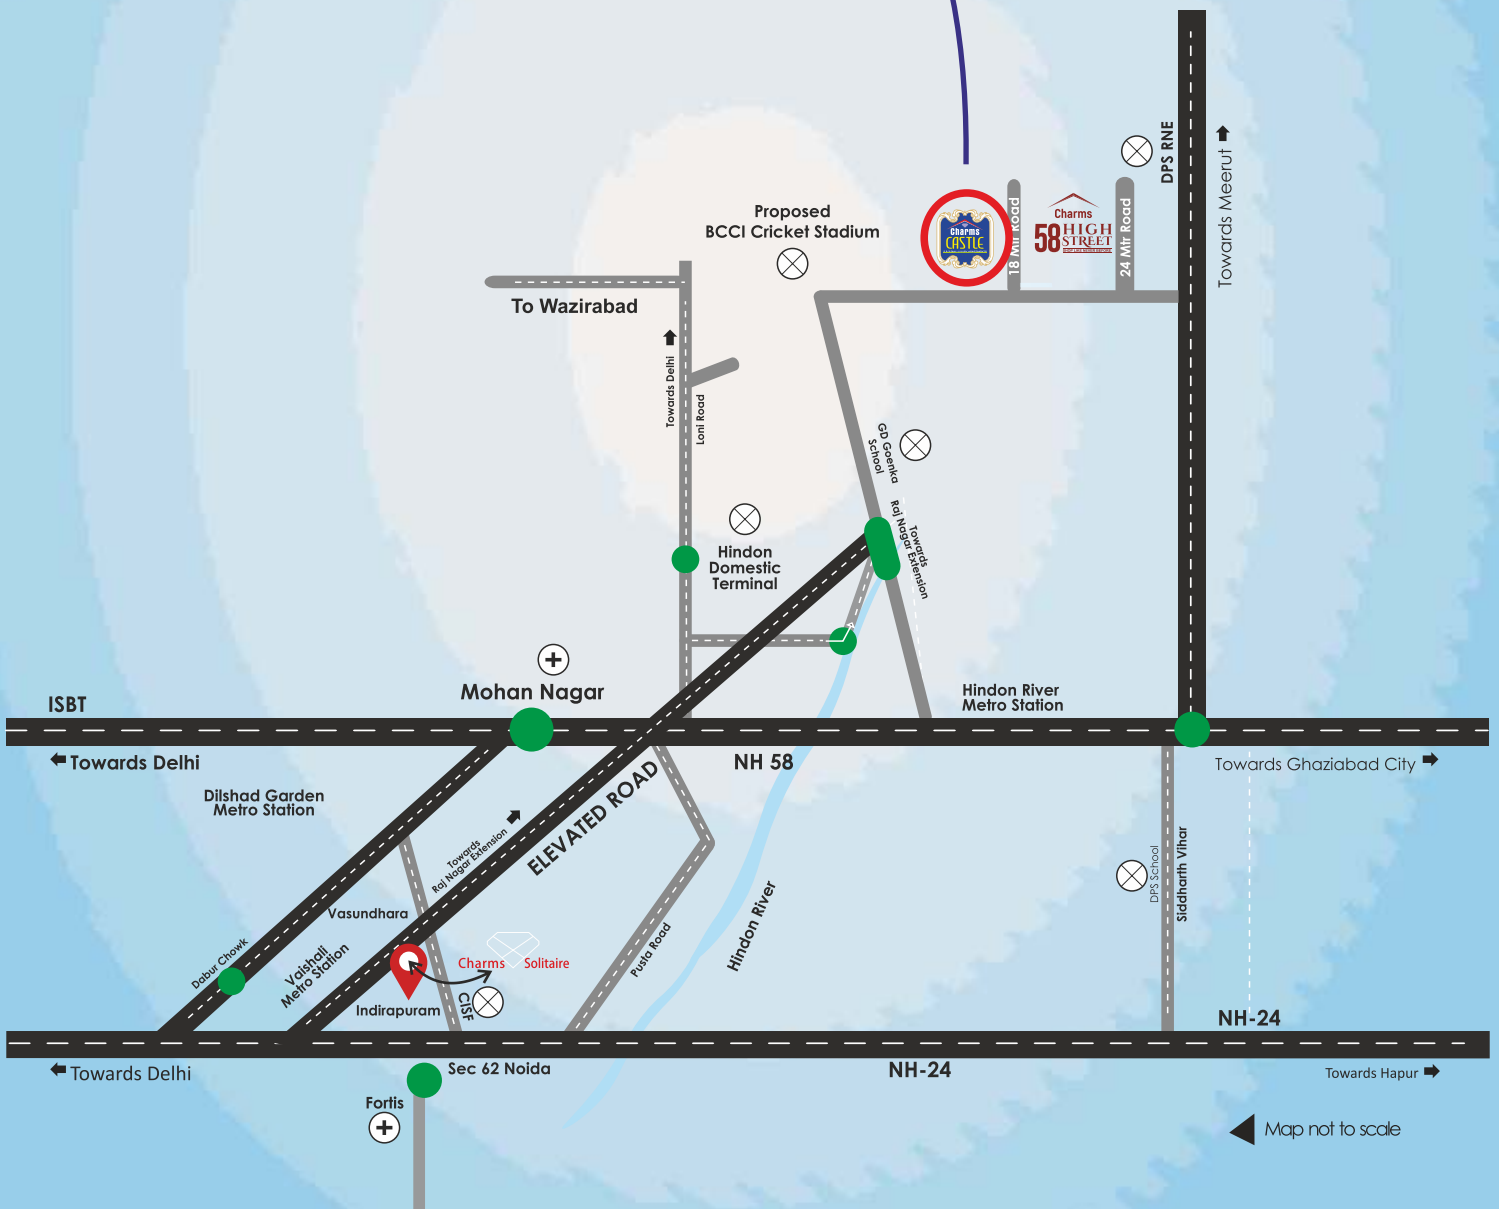 DPS RNE
Towards Meerut
Proposed
BCCI Cricket Stadium
Charms
CASTLE
18 Mtr Road
Charms
58 HIGH
STREET
24 Mtr Road
To Wazirabad
Towards Delhi
Loni Road
GD Goenka
School
Towards
Raj Nagar Extension
Hindon
Domestic
Terminal
Mohan Nagar
ISBT
Hindon River
Metro Station
Towards Delhi
NH 58
Towards Ghaziabad City
Dilshad Garden
Metro Station
ELEVATED ROAD
Towards
Raj Nagar Extension
DPS School
Siddharth Vihar
Vasundhara
Hindon River
Pusta Road
Dabur Chowk
Vaishali
Metro Station
Charms Solitaire
Indirapuram
CISF
NH-24
Towards Delhi
Sec 62 Noida
NH-24
Towards Hapur
Fortis
Map not to scale